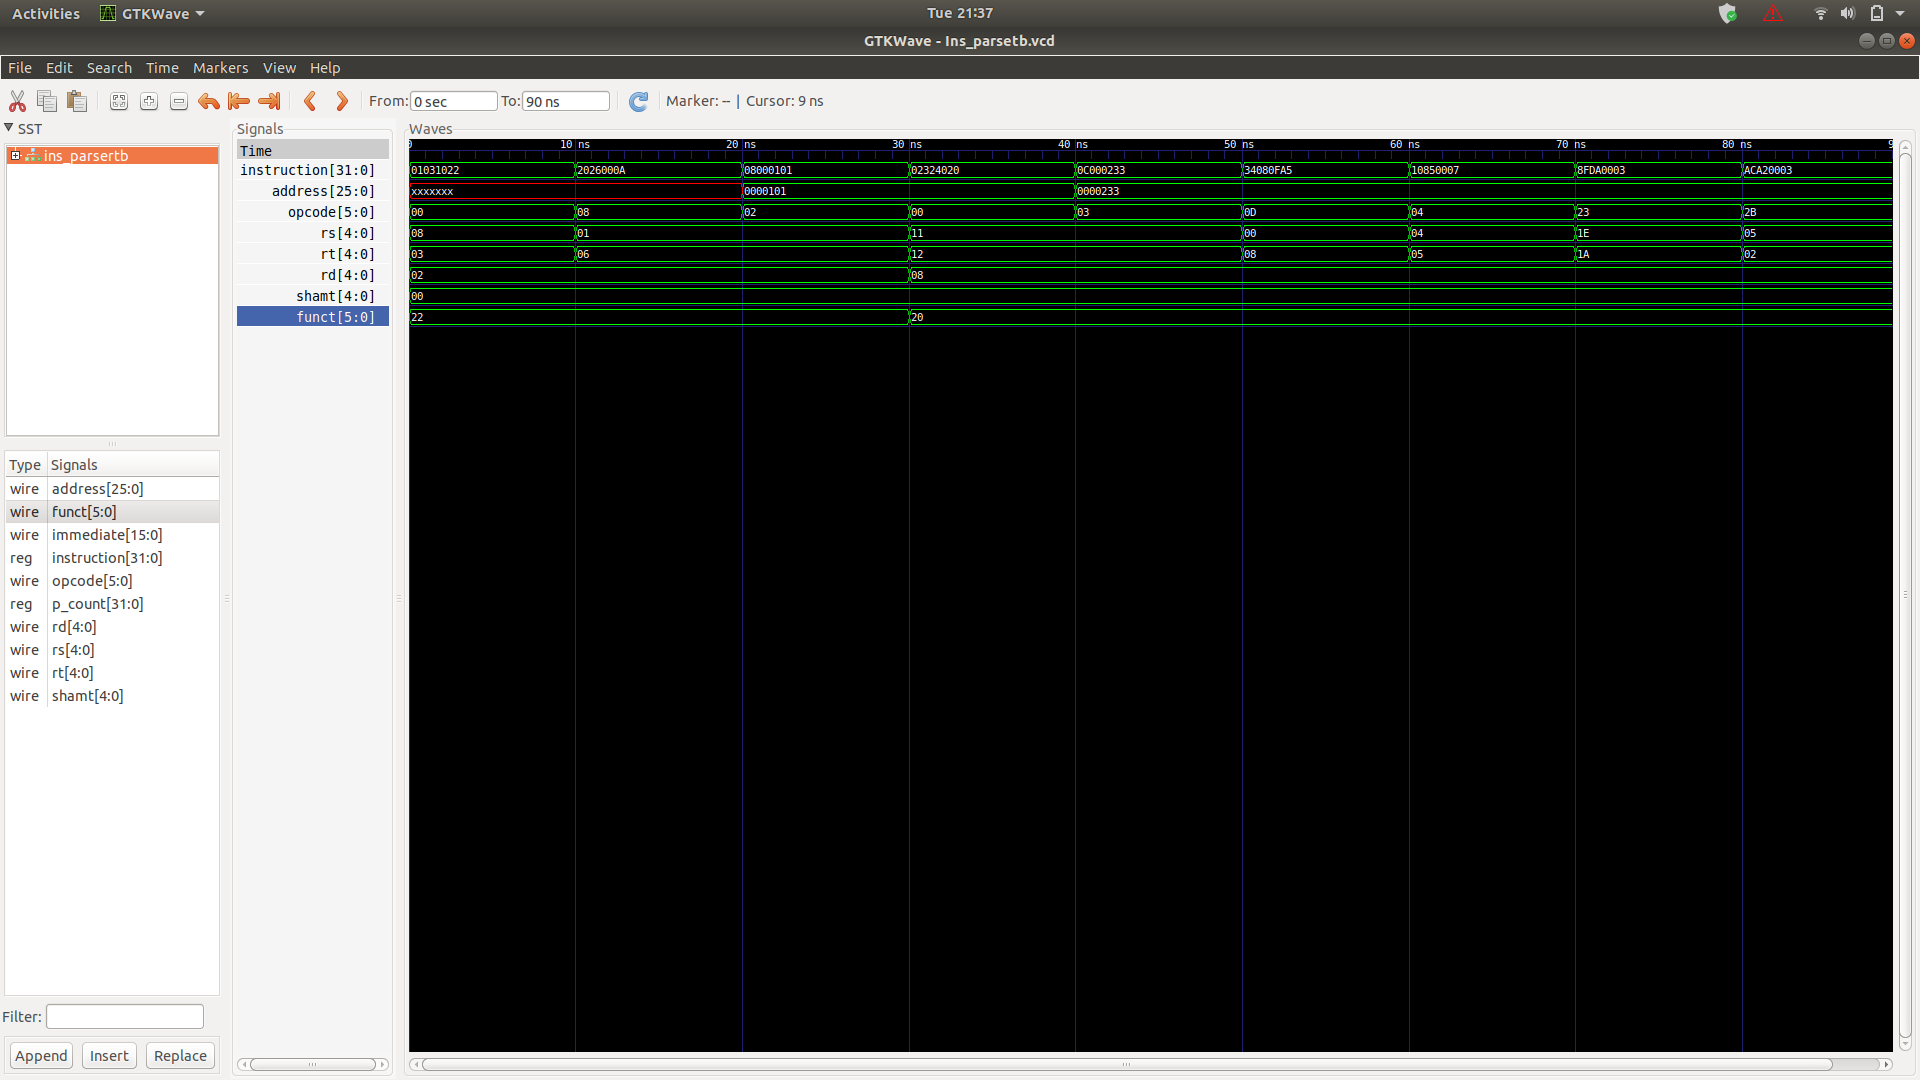 Activities GTKWave Tue 21:37
GTKWave - Ins_parsetb.vcd
File Edit Search Time Markers View Help
From: 0 sec To: 90 ns Marker: -- | Cursor: 9 ns
SST
ins_parsertb
Type Signals
wire address[25:0]
wire funct[5:0]
wire immediate[15:0]
reg instruction[31:0]
wire opcode[5:0]
reg p_count[31:0]
wire rd[4:0]
wire rs[4:0]
wire rt[4:0]
wire shamt[4:0]
Filter:
Append Insert Replace
Signals
Time
instruction[31:0]
address[25:0]
opcode[5:0]
rs[4:0]
rt[4:0]
rd[4:0]
shamt[4:0]
funct[5:0]
Waves
0 10 ns 20 ns 30 ns 40 ns 50 ns 60 ns 70 ns 80 ns 9
01031022 2026000A 08000101 02324020 0C000233 34080FA5 10850007 8FDA0003 ACA20003
xxxxxxx 0000101 0000233
00 08 02 00 03 0D 04 23 2B
08 01 11 00 04 1E 05
03 06 12 08 05 1A 02
02 08
00
22 20